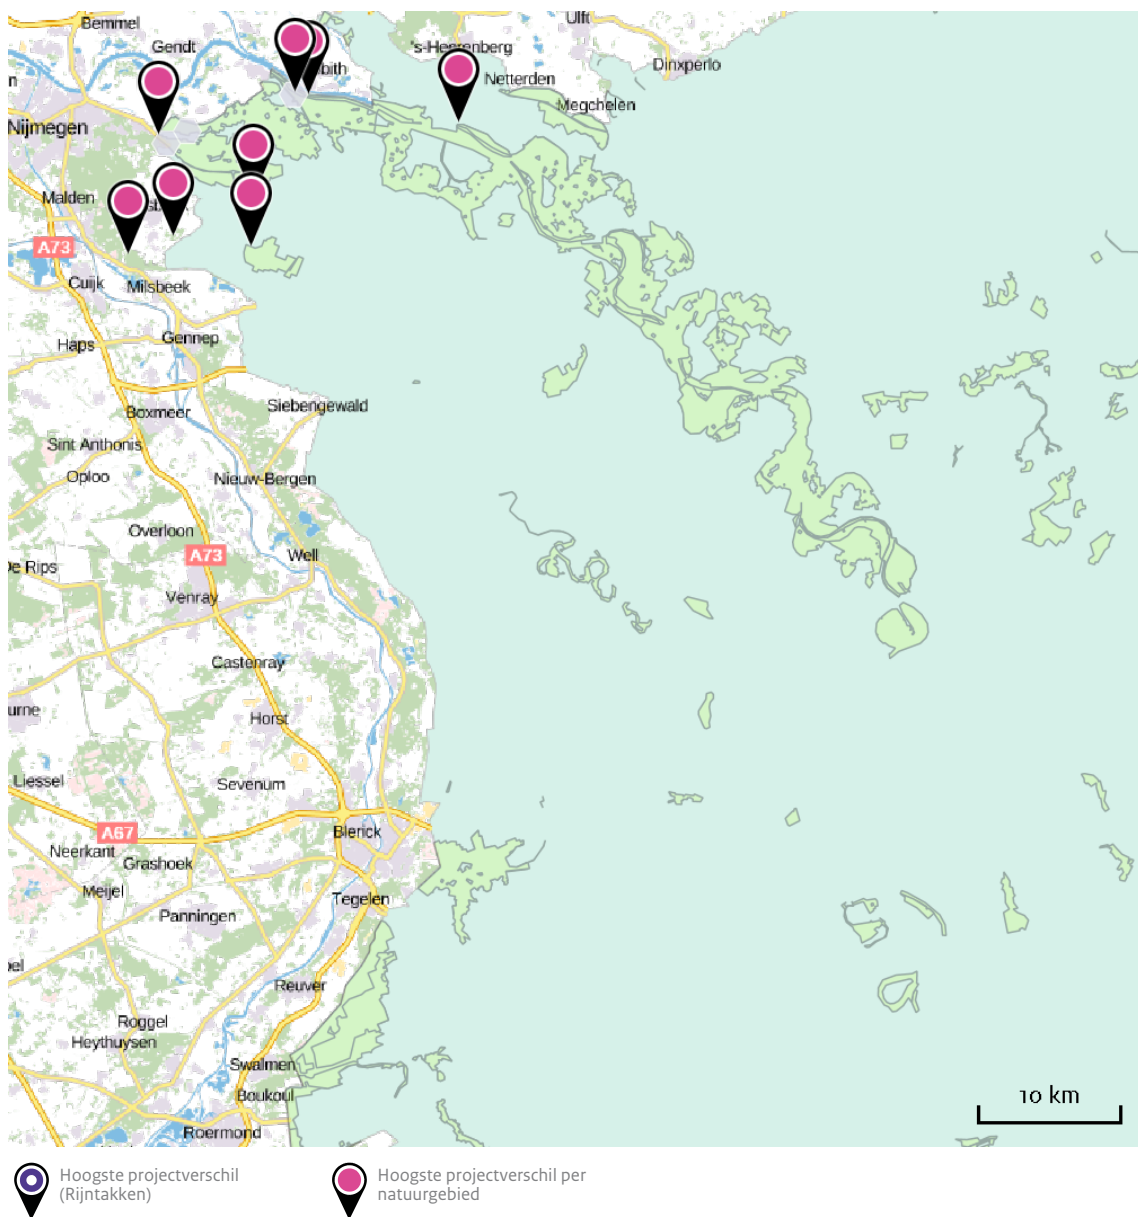 Bemmel
Ulft
Gendt
's-Heerenberg
Dinxperlo
Netterden
Megchelen
Nijmegen
Malden
A73
Cuijk
Milsbeek
Gennep
Haps
Siebengewald
Boxmeer
Sint Anthonis
Oploo
Nieuw-Bergen
Overloon
A73
Well
De Rips
Venray
Castenray
Horst
Liessel
Sevenum
A67
Blerick
Neerkant
Grashoek
Meijel
Tegelen
Panningen
Reuver
Roggel
Heythuysen
Swalmen
Boukoul
Roermond
10 km
Hoogste projectverschil
(Rijntakken)
Hoogste projectverschil per
natuurgebied